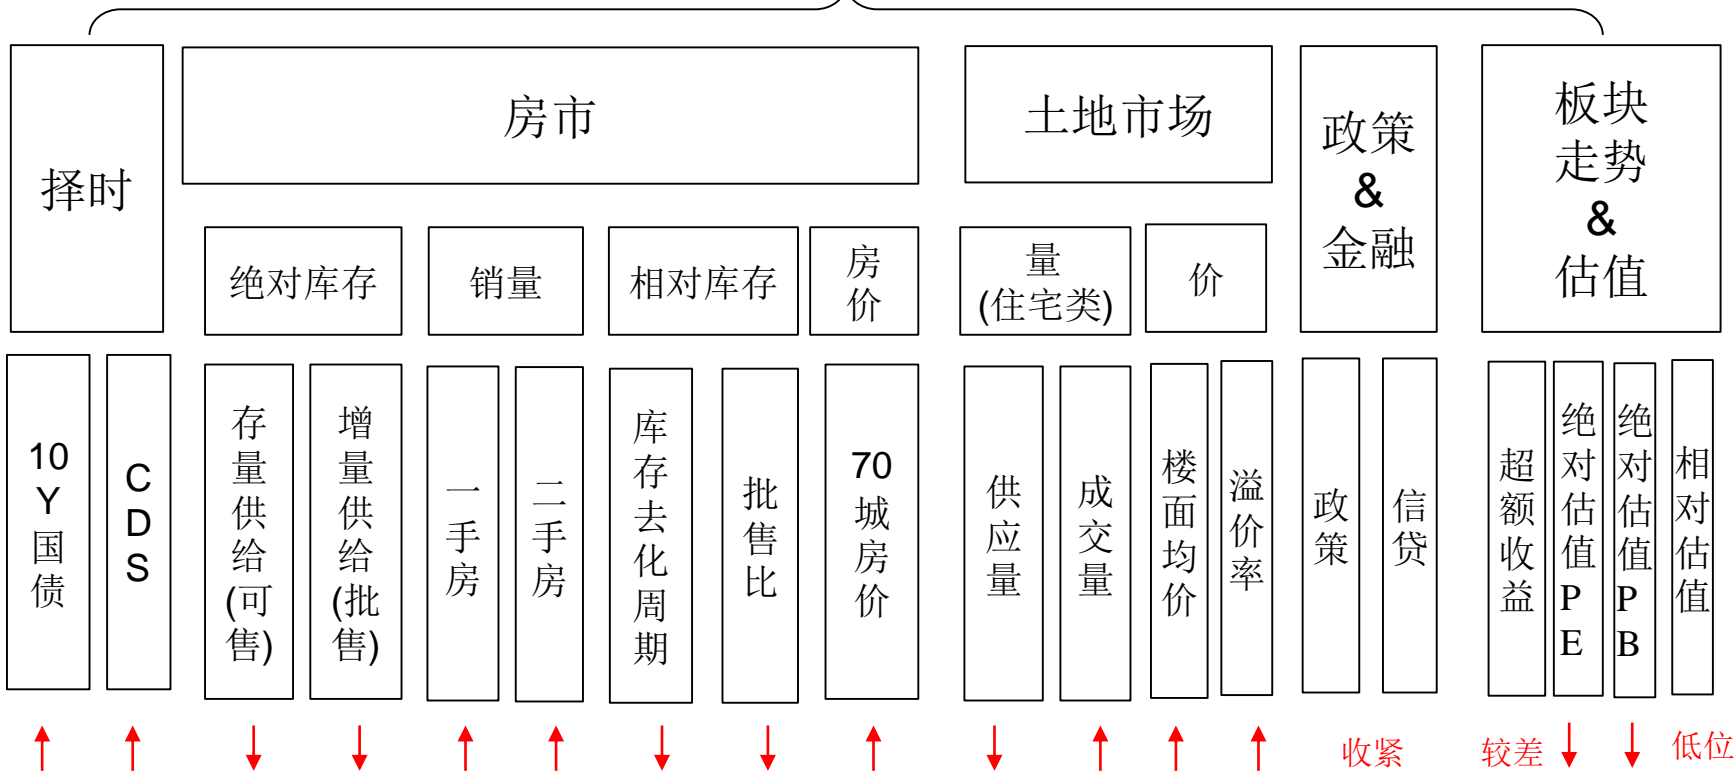 择时
房市
土地市场
政策
&
金融
板块
走势
&
估值
绝对库存
销量
相对库存
房
价
量
(住宅类)
价
10
Y
国
债
C
D
S
存
量
供
给
(可
售)
增
量
供
给
(批
售)
一
手
房
二
手
房
库
存
去
化
周
期
批
售
比
70
城
房
价
供
应
量
成
交
量
楼
面
均
价
溢
价
率
政
策
信
贷
超
额
收
益
绝
对
估
值
P
E
绝
对
估
值
P
B
相
对
估
值
收紧
较差
低位